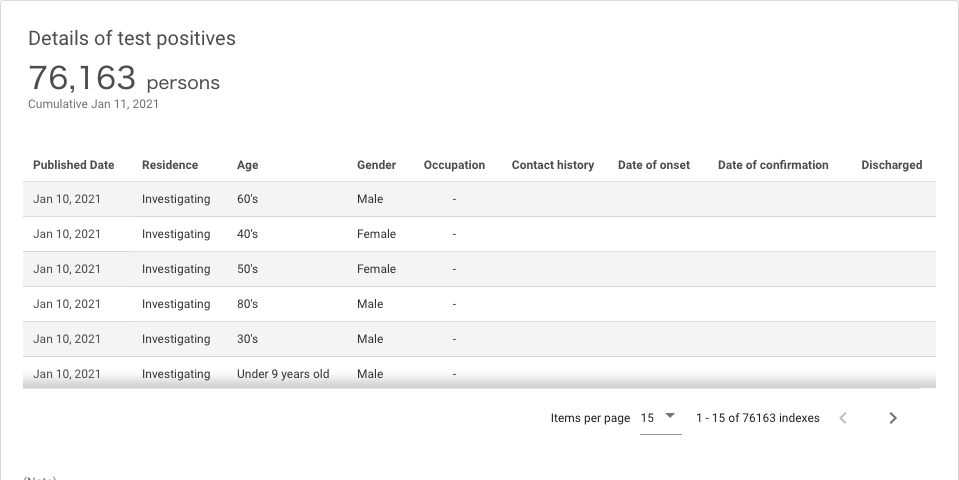 Details of test positives
76,163 persons
Cumulative Jan 11, 2021
Published Date Residence Age Gender Occupation Contact history Date of onset Date of confirmation Discharged
Jan 10, 2021 Investigating 60's Male -
Jan 10, 2021 Investigating 40's Female -
Jan 10, 2021 Investigating 50's Female -
Jan 10, 2021 Investigating 80's Male -
Jan 10, 2021 Investigating 30's Male -
Jan 10, 2021 Investigating Under 9 years old Male -
Items per page 15 1 - 15 of 76163 indexes